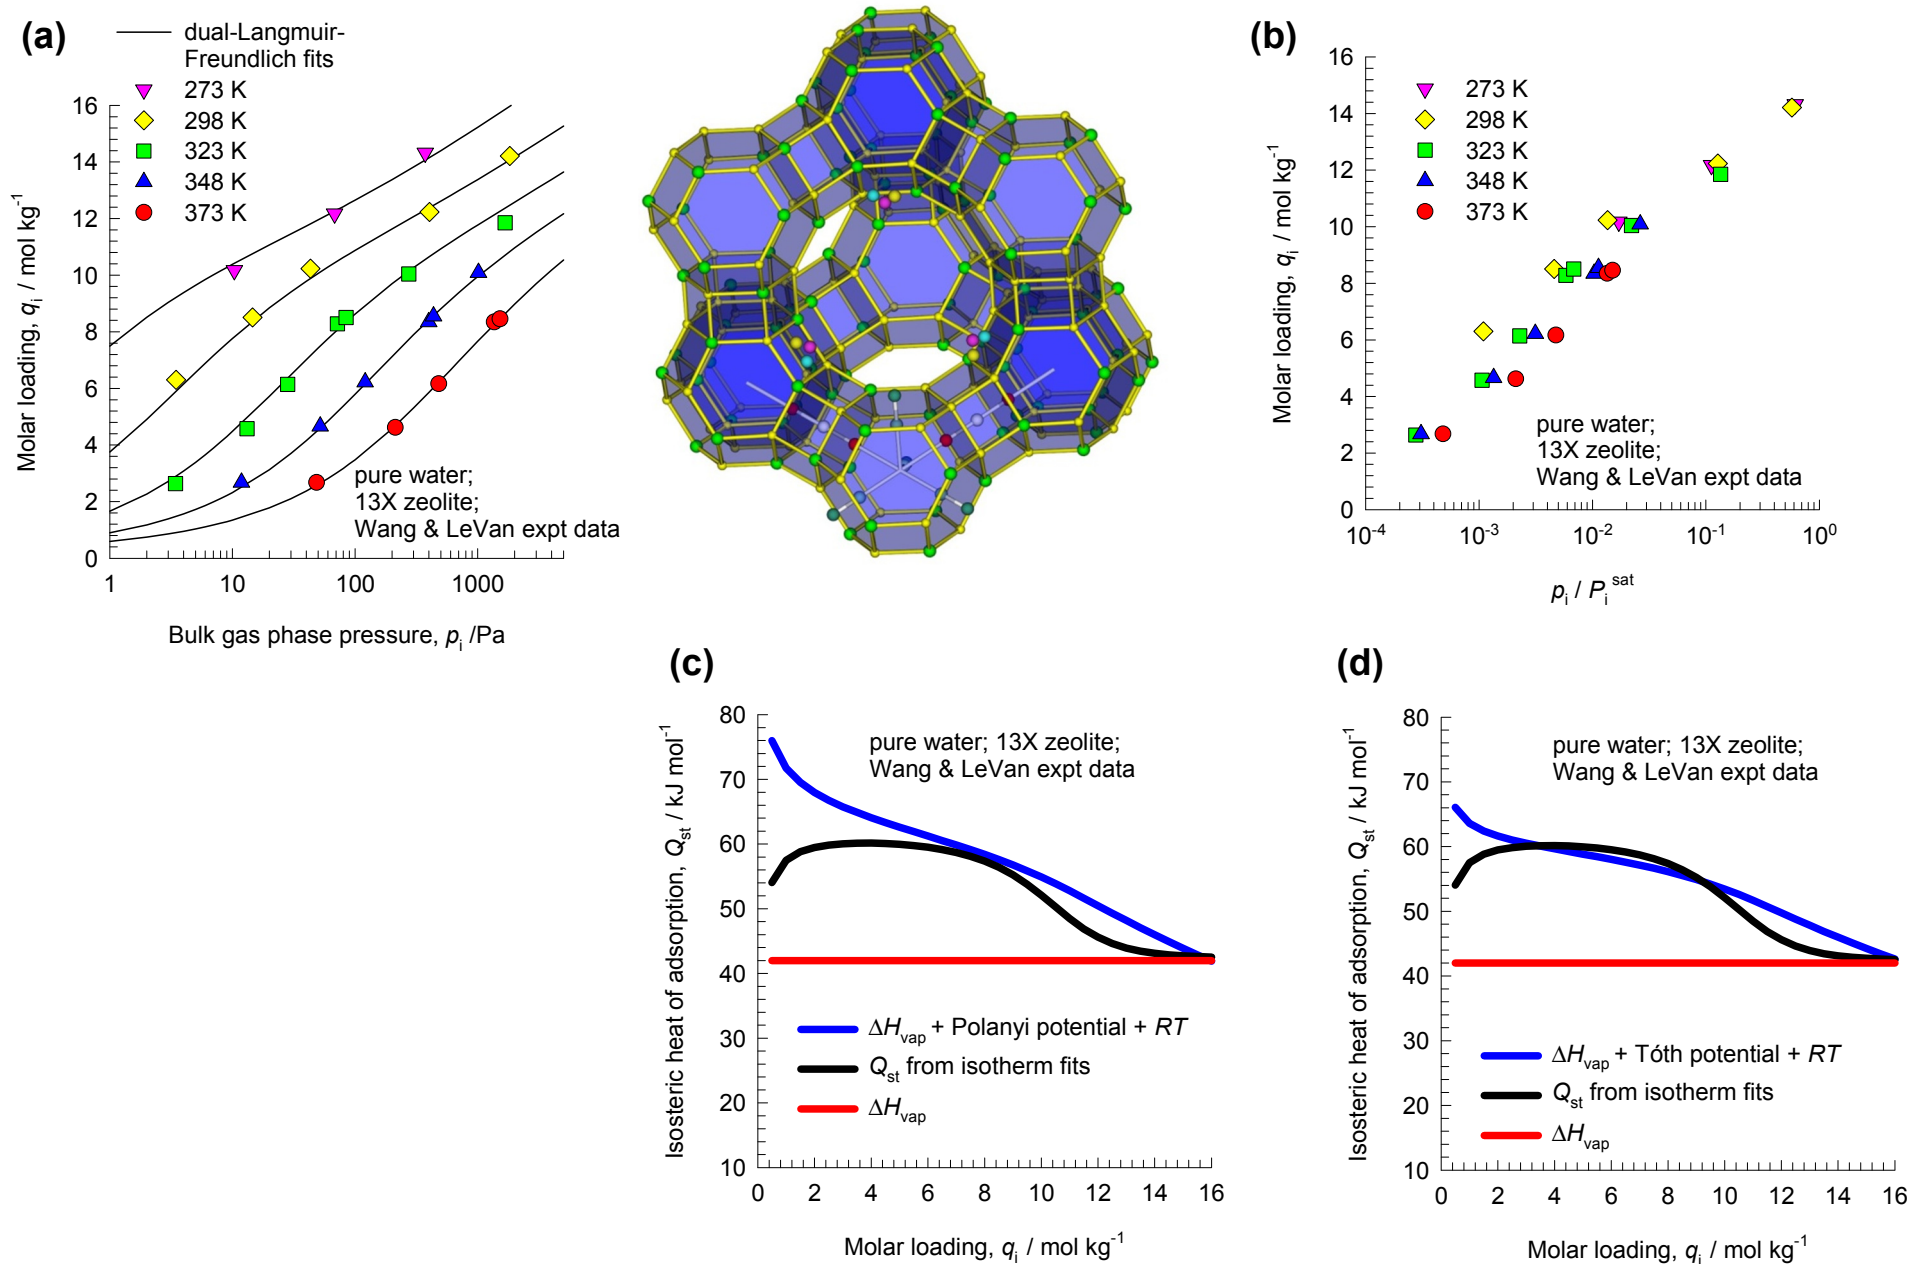 (a)
dual-Langmuir-
Freundlich fits
273 K
298 K
323 K
348 K
373 K
16
14
12
10
8
6
4
2
0
Molar loading, qi / mol kg-1
pure water;
13X zeolite;
Wang & LeVan expt data
1 10 100 1000
Bulk gas phase pressure, pi /Pa
(b)
16
14
12
10
8
6
4
2
0
Molar loading, qi / mol kg-1
273 K
298 K
323 K
348 K
373 K
pure water;
13X zeolite;
Wang & LeVan expt data
10-4 10-3 10-2 10-1 100
pi / Pi sat
(c)
80
70
60
50
40
30
20
10
Isosteric heat of adsorption, Qst / kJ mol-1
pure water; 13X zeolite;
Wang & LeVan expt data
ΔHvap + Polanyi potential + RT
Qst from isotherm fits
ΔHvap
0 2 4 6 8 10 12 14 16
Molar loading, qi / mol kg-1
(d)
80
70
60
50
40
30
20
10
Isosteric heat of adsorption, Qst / kJ mol-1
pure water; 13X zeolite;
Wang & LeVan expt data
ΔHvap + Tóth potential + RT
Qst from isotherm fits
ΔHvap
0 2 4 6 8 10 12 14 16
Molar loading, qi / mol kg-1